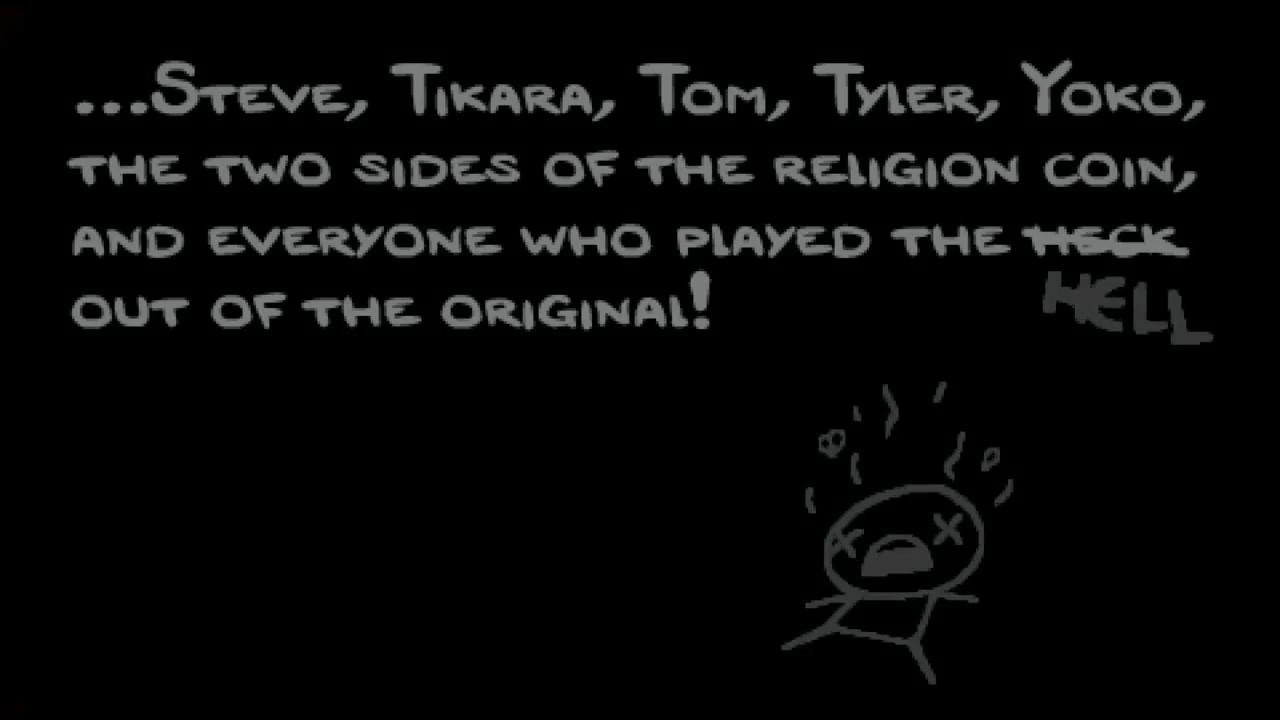 ...Steve, Tikara, Tom, Tyler, Yoko,
the two sides of the religion coin,
and everyone who played the heck
HELL
out of the original!